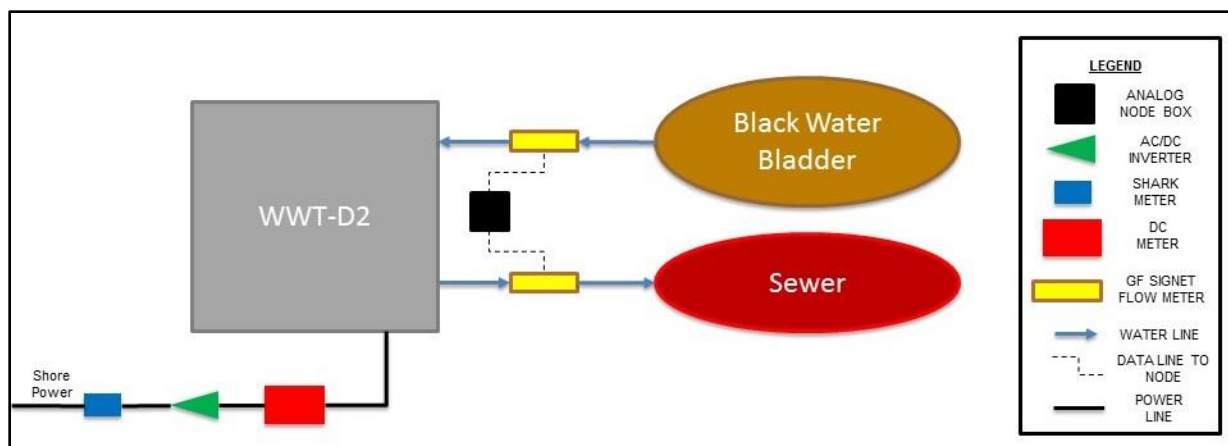 WWT-D2
Black Water
Bladder
Sewer
Shore
Power
LEGEND
ANALOG
NODE BOX
AC/DC
INVERTER
SHARK
METER
DC
METER
GF SIGNET
FLOW METER
WATER LINE
DATA LINE TO
NODE
POWER
LINE